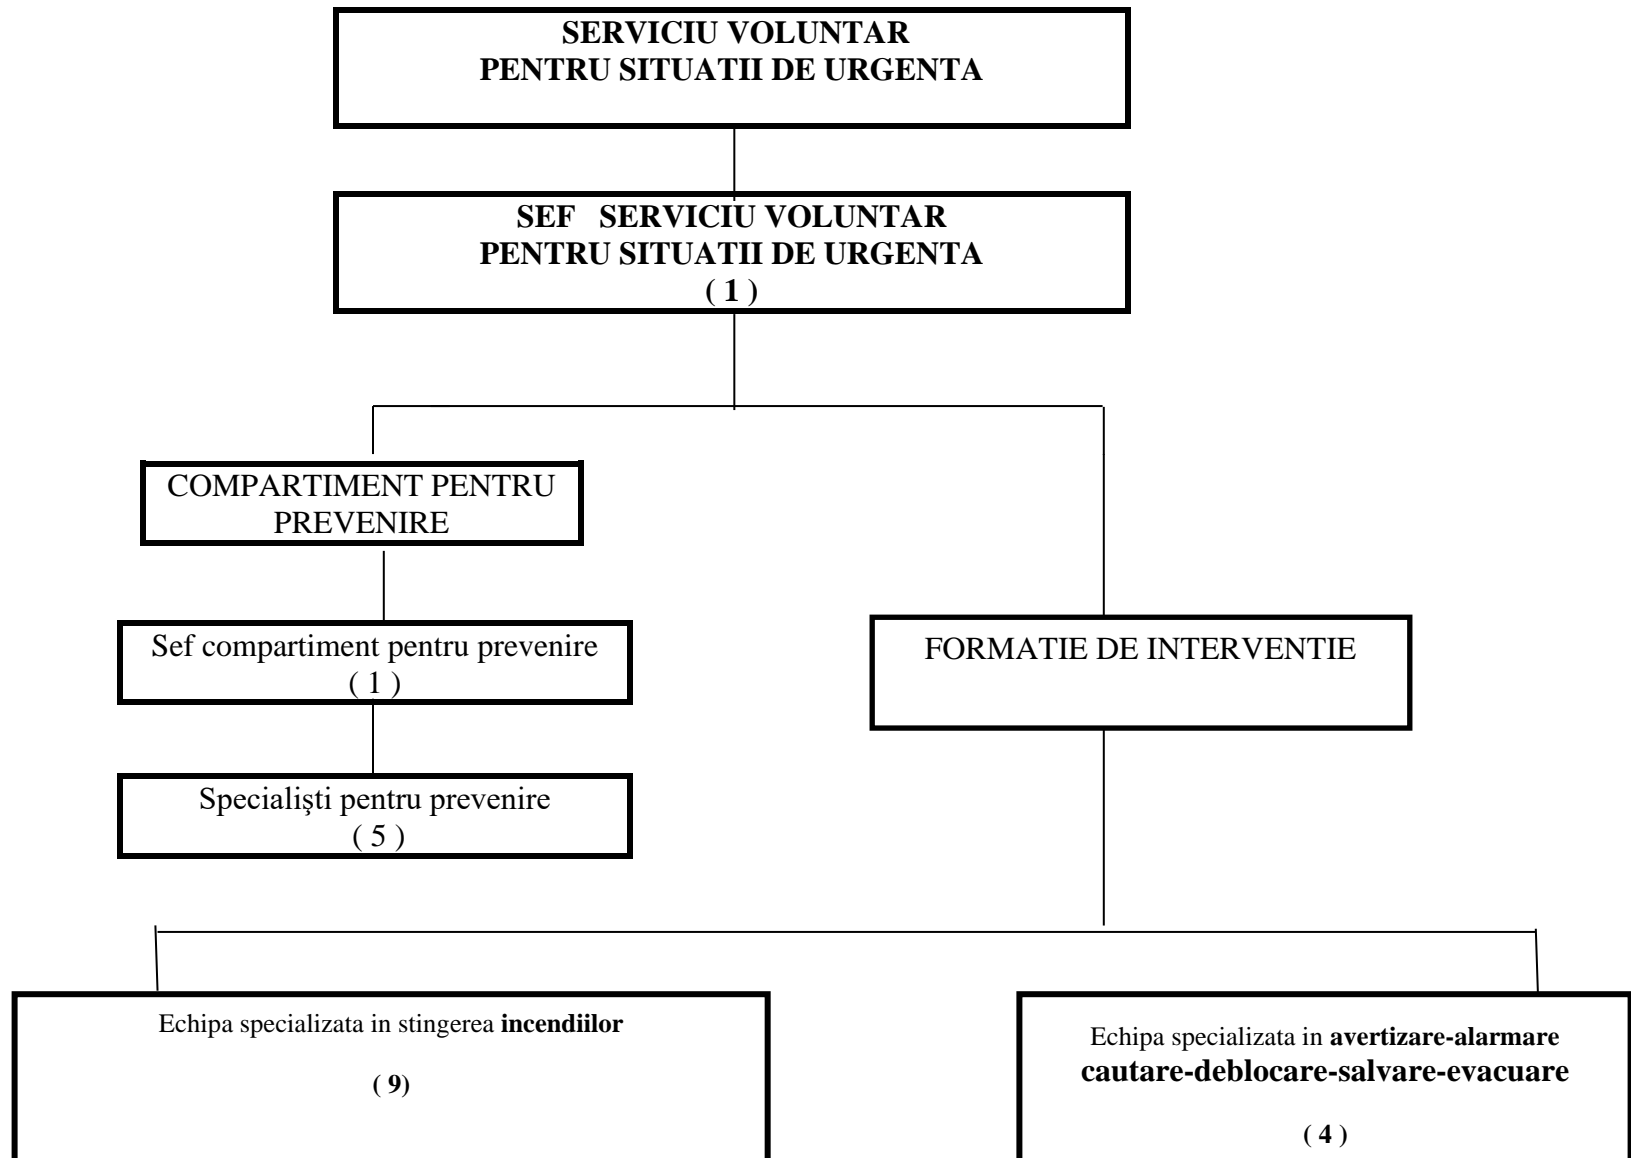 SERVICIU VOLUNTAR
PENTRU SITUATII DE URGENTA
SEF SERVICIU VOLUNTAR
PENTRU SITUATII DE URGENTA
( 1 )
COMPARTIMENT PENTRU
PREVENIRE
Sef compartiment pentru prevenire
( 1 )
Specialişti pentru prevenire
( 5 )
FORMATIE DE INTERVENTIE
Echipa specializata in stingerea incendiilor
( 9)
Echipa specializata in avertizare-alarmare
cautare-deblocare-salvare-evacuare
( 4 )